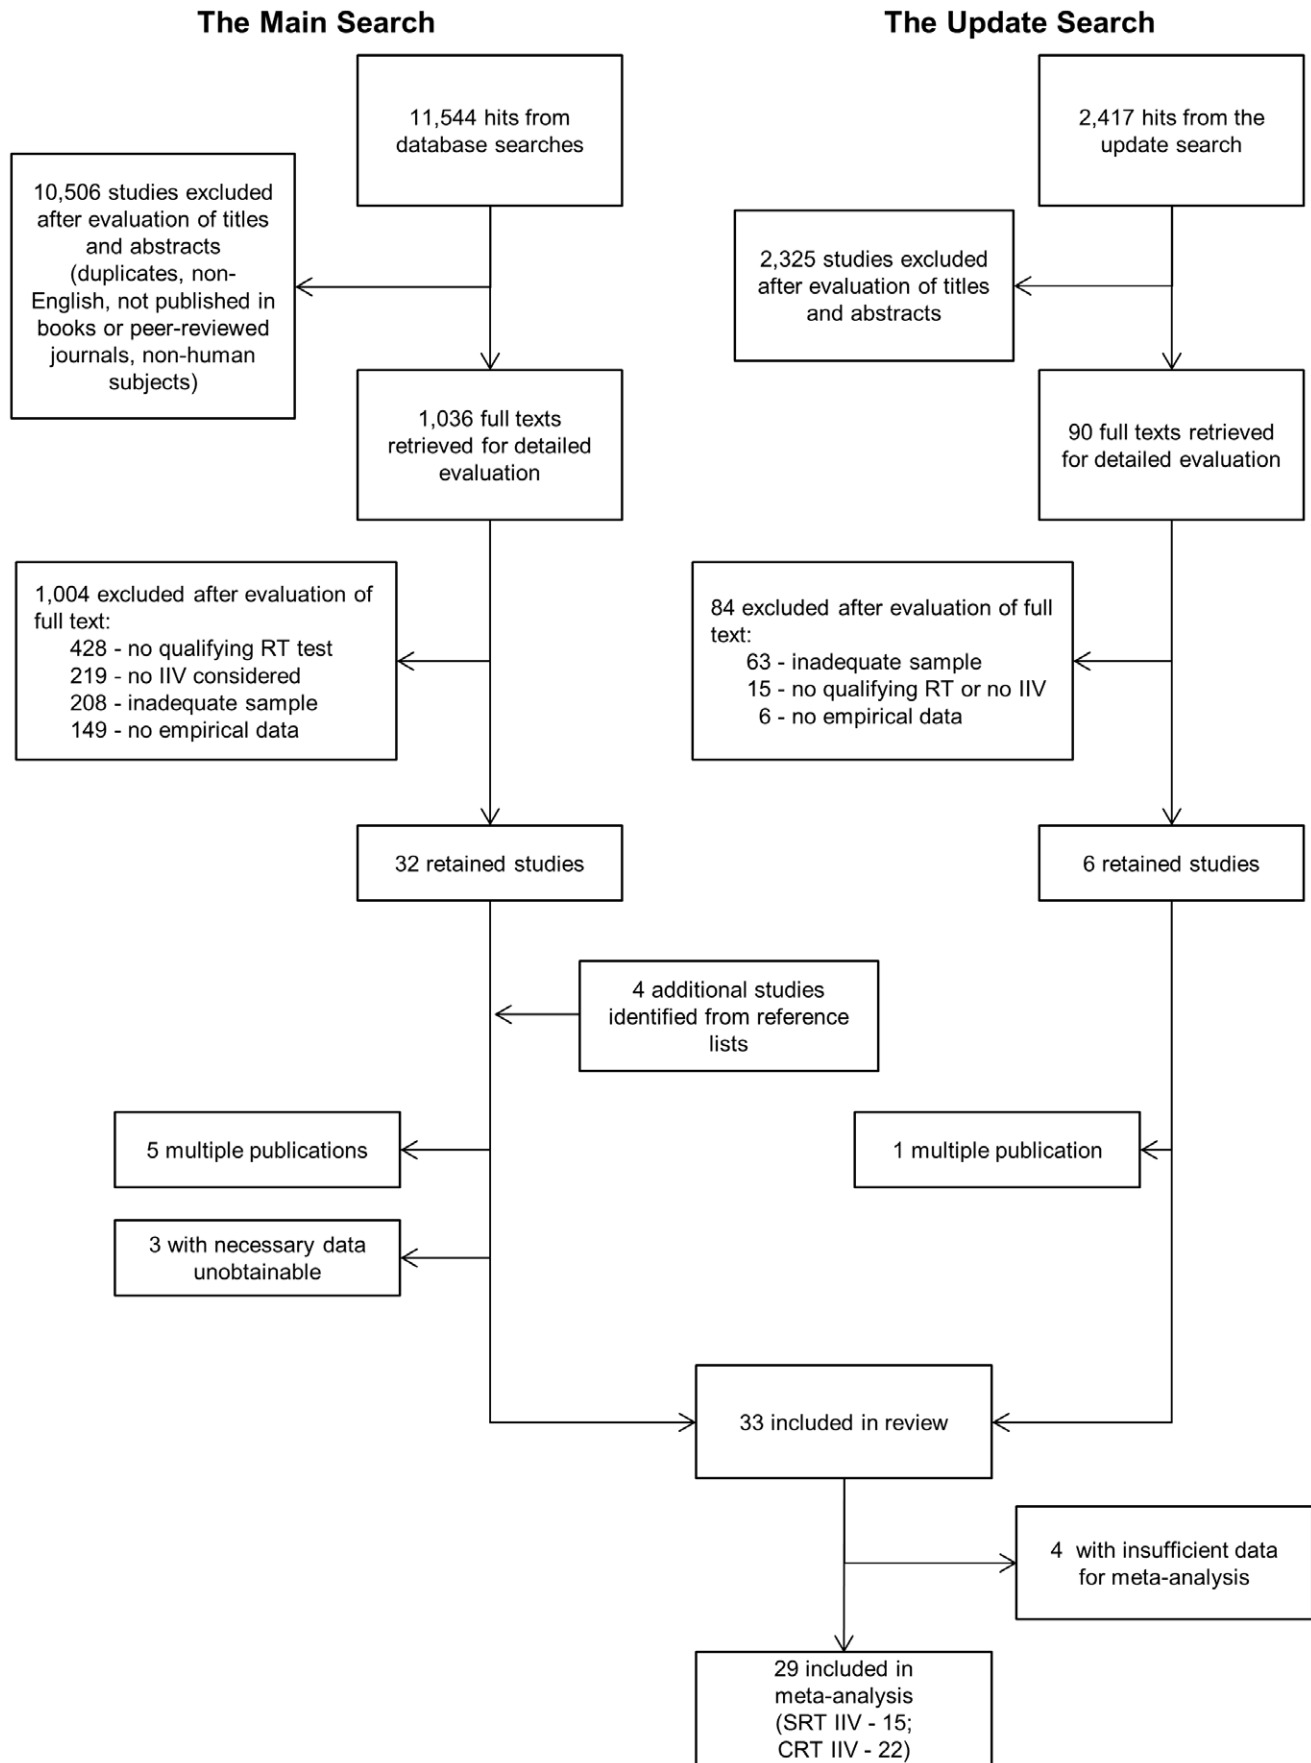 The Main Search
The Update Search
11,544 hits from
database searches
2,417 hits from the
update search
10,506 studies excluded
after evaluation of titles
and abstracts
(duplicates, non-
English, not published in
books or peer-reviewed
journals, non-human
subjects)
2,325 studies excluded
after evaluation of titles
and abstracts
1,036 full texts
retrieved for detailed
evaluation
90 full texts retrieved
for detailed evaluation
1,004 excluded after evaluation of
full text:
428 - no qualifying RT test
219 - no IIV considered
208 - inadequate sample
149 - no empirical data
84 excluded after evaluation of full
text:
63 - inadequate sample
15 - no qualifying RT or no IIV
6 - no empirical data
32 retained studies
6 retained studies
4 additional studies
identified from reference
lists
5 multiple publications
1 multiple publication
3 with necessary data
unobtainable
33 included in review
4 with insufficient data
for meta-analysis
29 included in
meta-analysis
(SRT IIV - 15;
CRT IIV - 22)